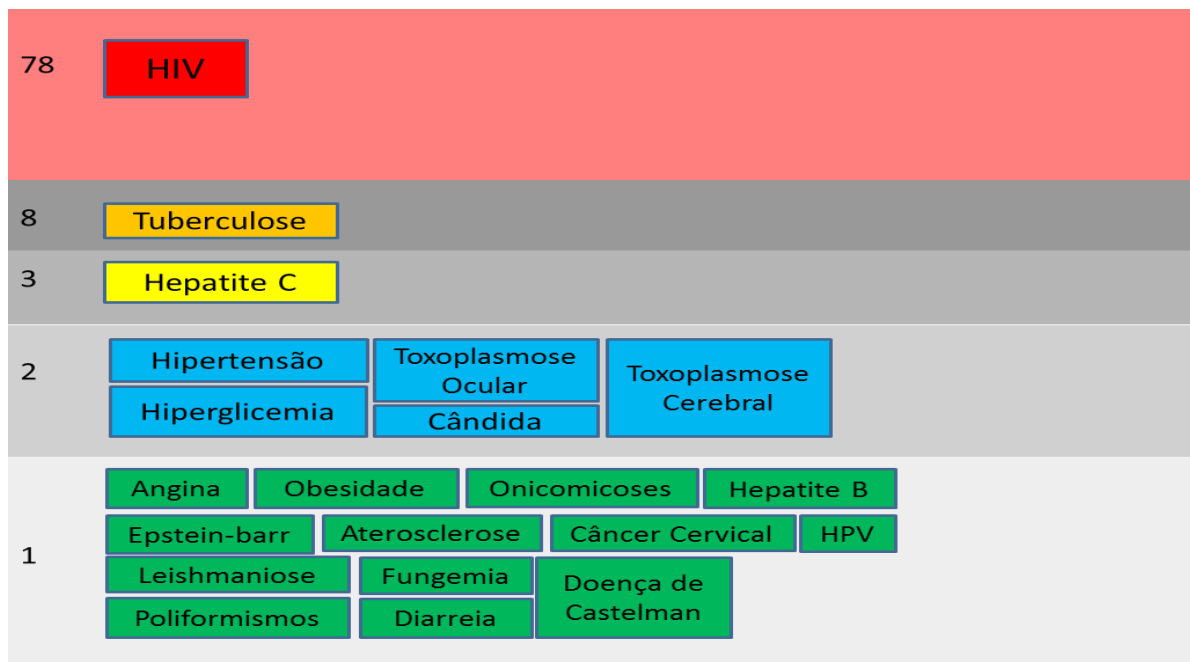 78
HIV
8
Tuberculose
3
Hepatite C
2
Hipertensão
Hiperglicemia
Toxoplasmose
Ocular
Cândida
Toxoplasmose
Cerebral
1
Angina
Obesidade
Onicomicoses
Hepatite B
Epstein-barr
Aterosclerose
Câncer Cervical
HPV
Leishmaniose
Fungemia
Doença de
Castelman
Poliformismos
Diarreia